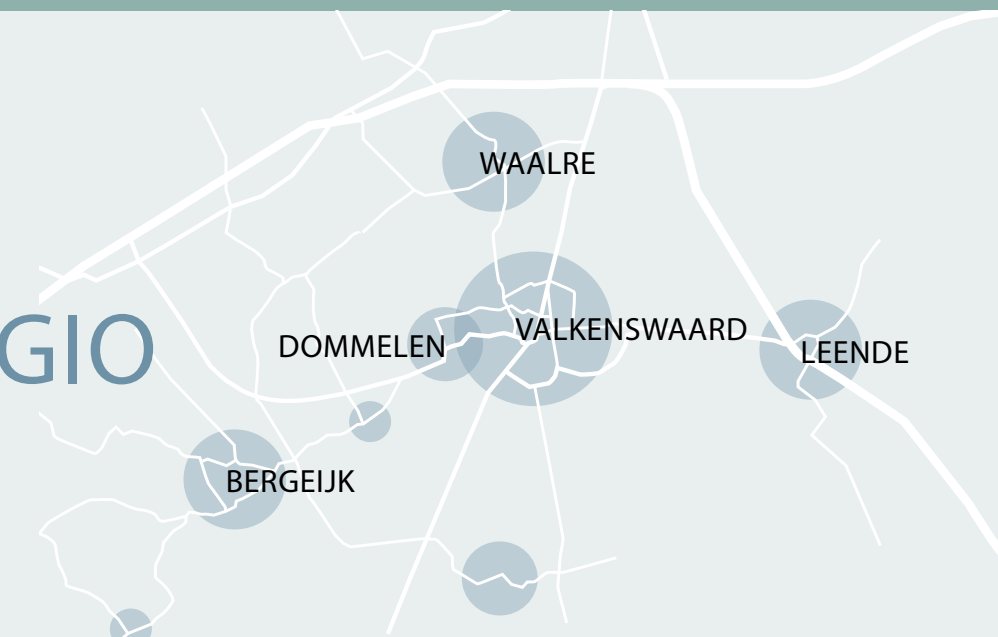 WAALRE
GIO
DOMMELEN
VALKENSWAARD
LEENDE
BERGEIJK